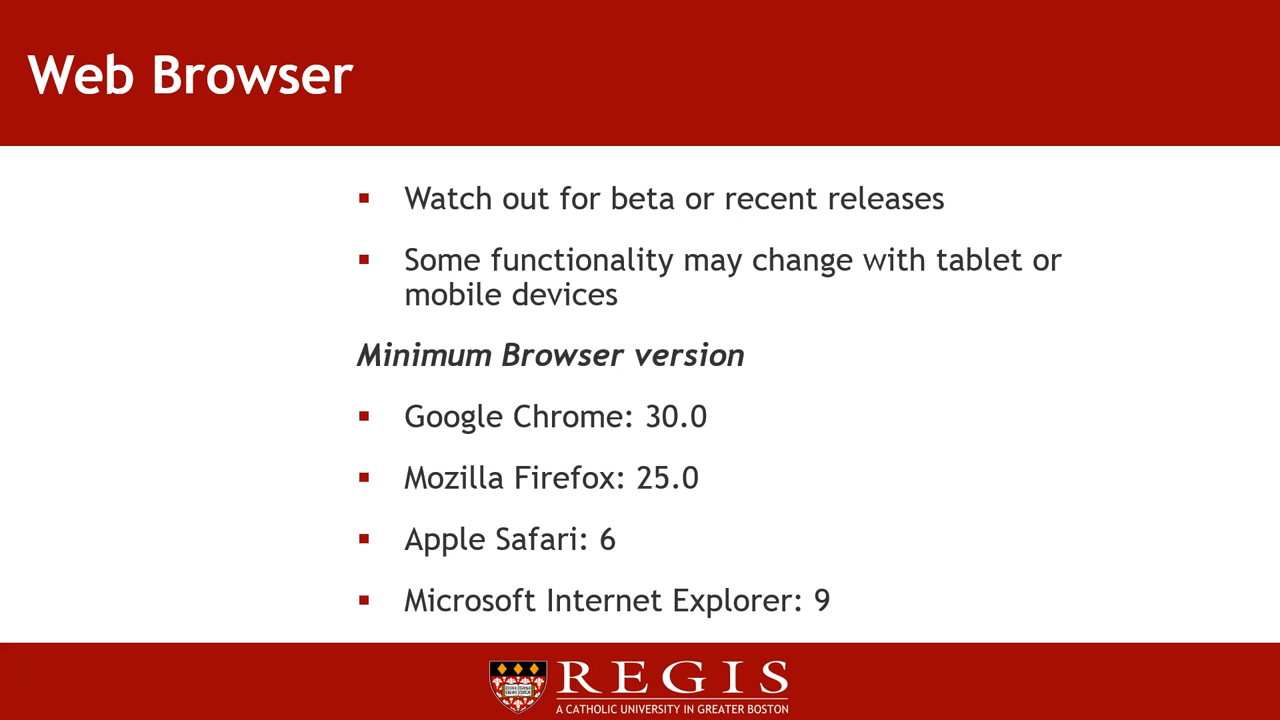 Web Browser
Watch out for beta or recent releases
Some functionality may change with tablet or
mobile devices
Minimum Browser version
Google Chrome: 30.0
Mozilla Firefox: 25.0
Apple Safari: 6
Microsoft Internet Explorer: 9
REGIS
A CATHOLIC UNIVERSITY IN GREATER BOSTON